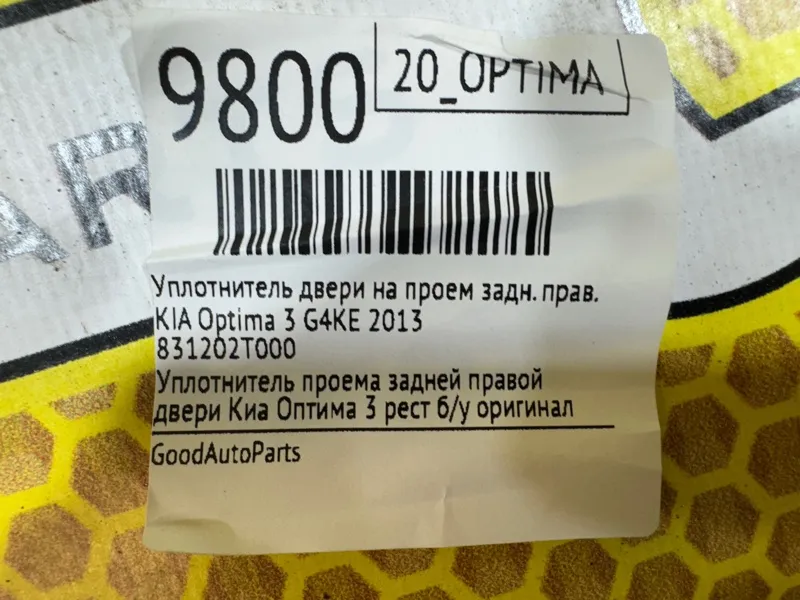 9800
20_OPTIMA
Уплотнитель двери на проем задн. прав.
KIA Optima 3 G4KE 2013
831202T000
Уплотнитель проема задней правой
двери Киа Оптима 3 рест б/у оригинал
GoodAutoParts